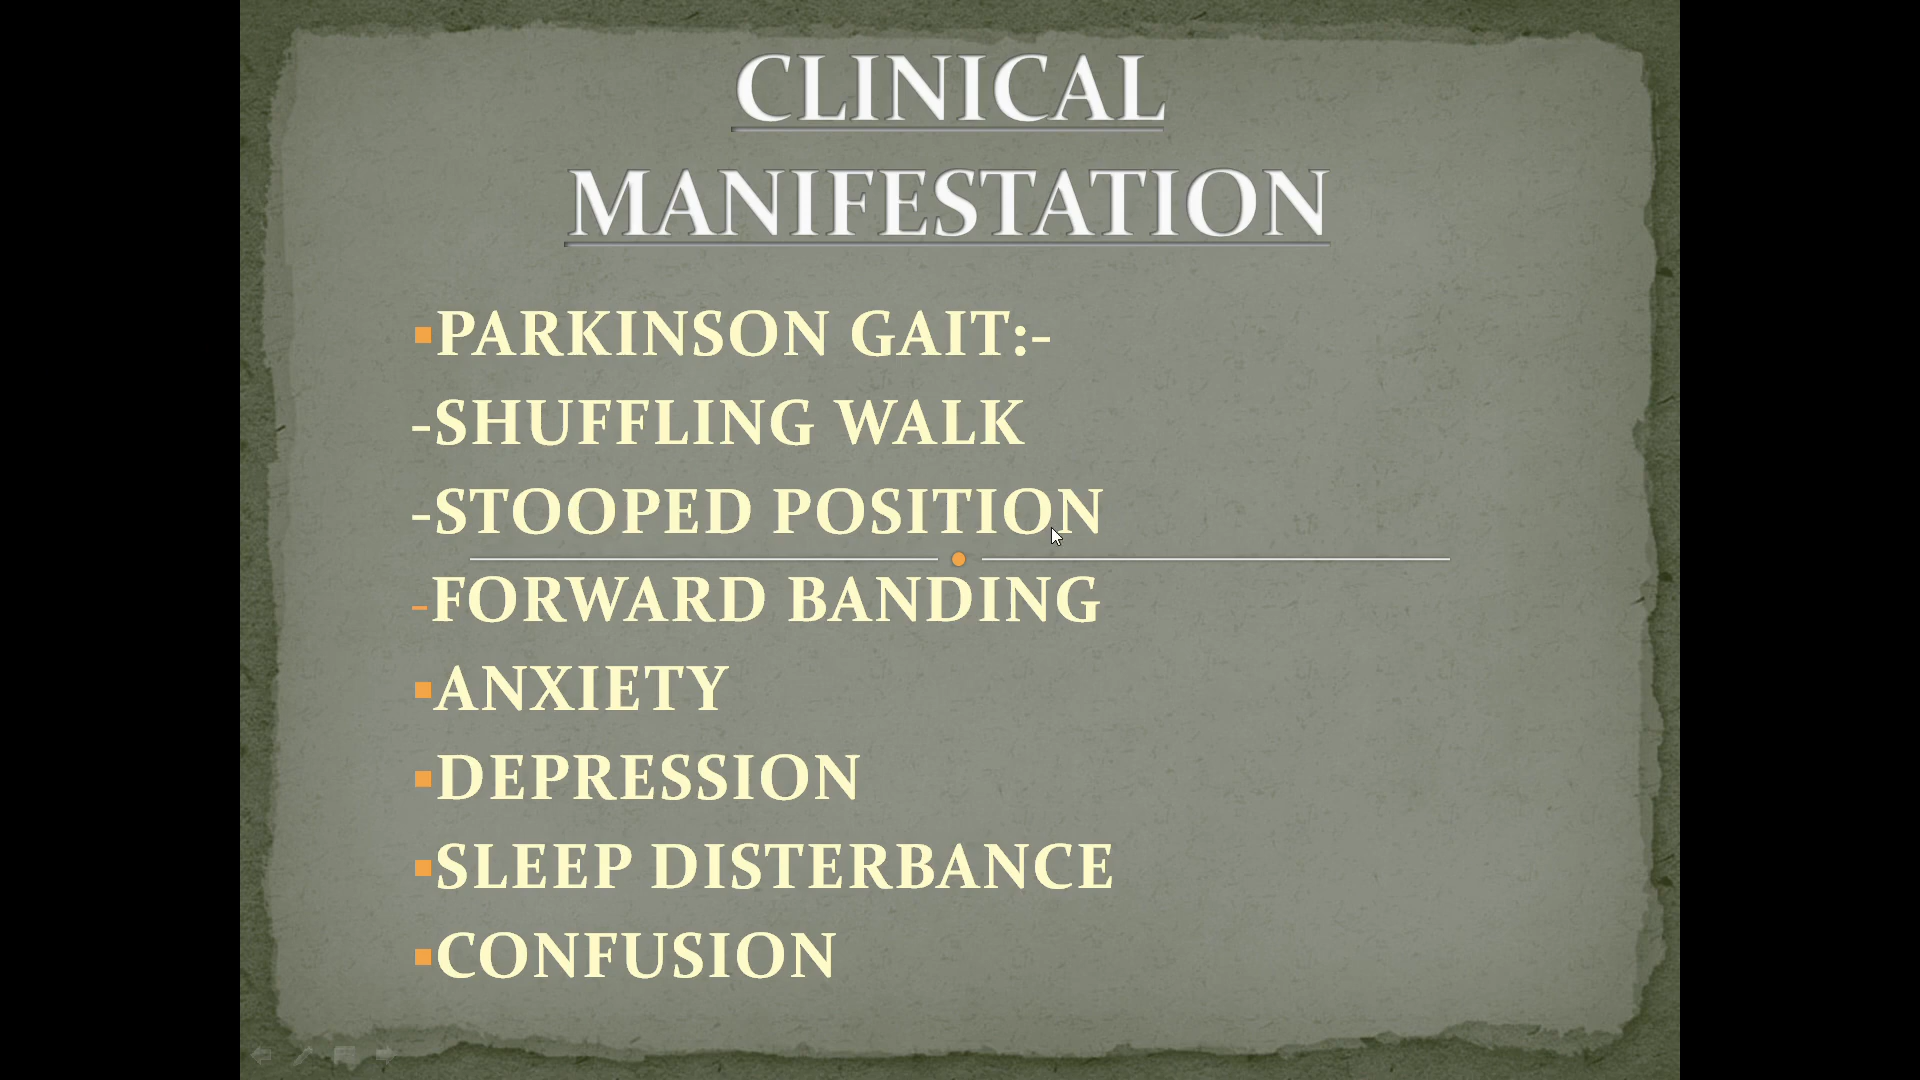 CLINICAL
MANIFESTATION
▪PARKINSON GAIT:-
-SHUFFLING WALK
-STOOPED POSITION
-FORWARD BANDING
▪ANXIETY
▪DEPRESSION
▪SLEEP DISTERBANCE
▪CONFUSION